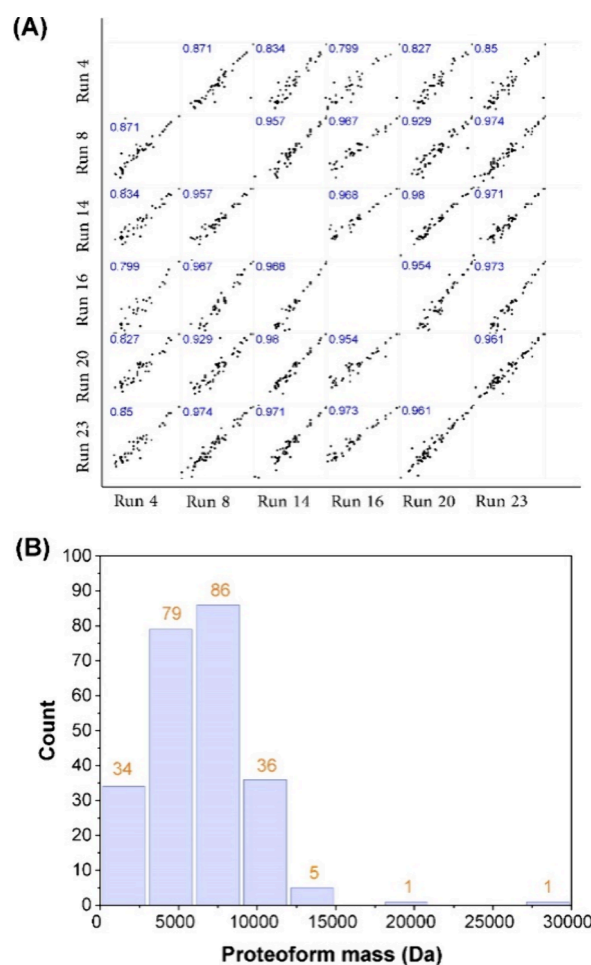 (A)
0.871 0.834 0.799 0.827 0.85
Run 4
0.871 0.957 0.967 0.929 0.974
Run 8
0.834 0.957 0.968 0.98 0.971
Run 14
0.799 0.967 0.968 0.954 0.973
Run 16
0.827 0.929 0.98 0.954 0.961
Run 20
0.85 0.974 0.971 0.973 0.961
Run 23
Run 4 Run 8 Run 14 Run 16 Run 20 Run 23
(B)
100
90
80
70
60
50
40
30
20
10
0
Count
34 79 86 36 5 1 1
0 5000 10000 15000 20000 25000 30000
Proteoform mass (Da)